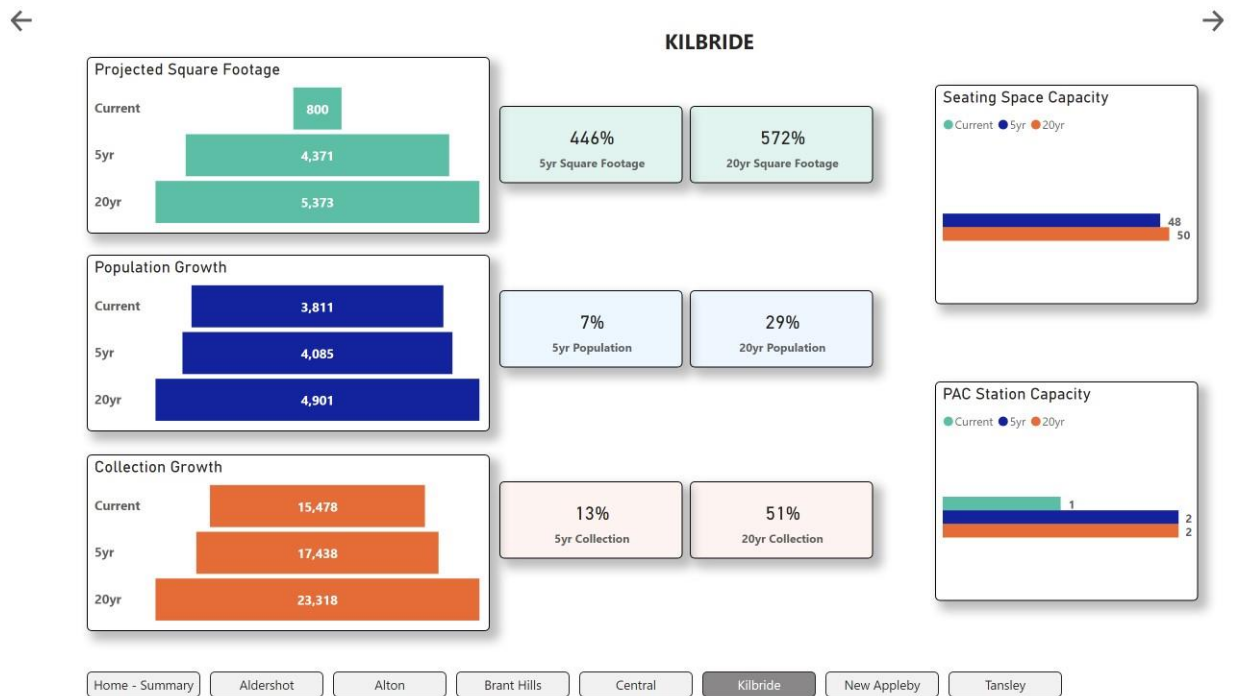 KILBRIDE
Projected Square Footage
Current 800
5yr 4,371
20yr 5,373
446%
5yr Square Footage
572%
20yr Square Footage
Population Growth
Current 3,811
5yr 4,085
20yr 4,901
7%
5yr Population
29%
20yr Population
Collection Growth
Current 15,478
5yr 17,438
20yr 23,318
13%
5yr Collection
51%
20yr Collection
Seating Space Capacity
Current 5yr 20yr
48
50
PAC Station Capacity
Current 5yr 20yr
1
2
2
Home - Summary Aldershot Alton Brant Hills Central Kilbride New Appleby Tansley